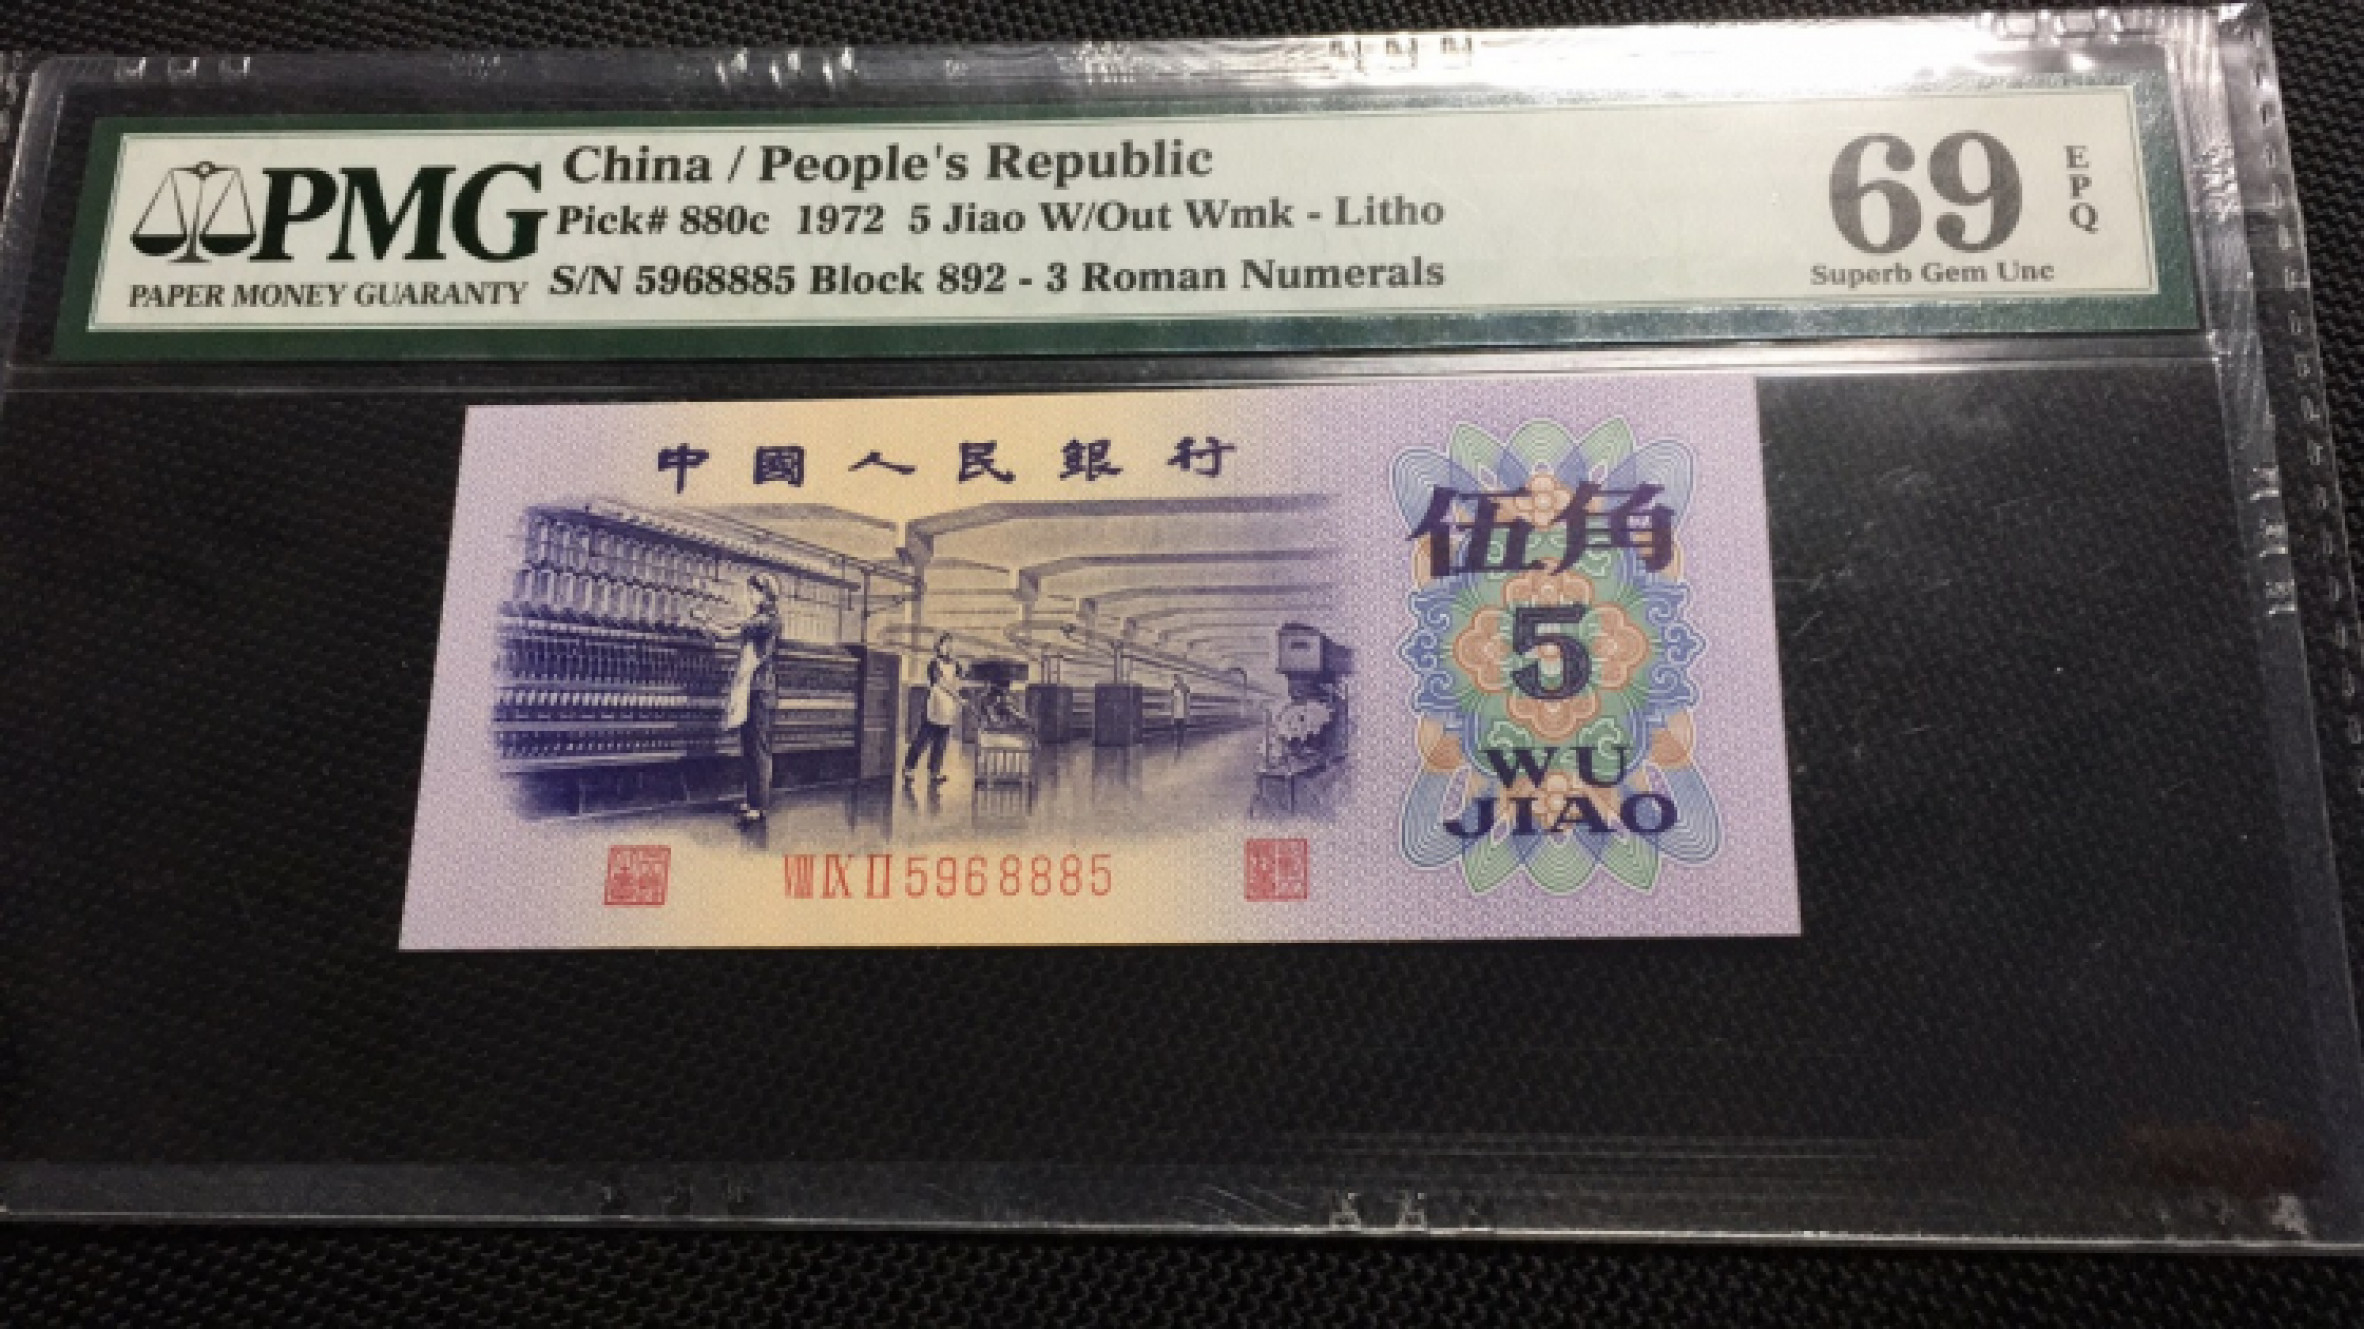 PMG
PAPER MONEY GUARANTY
China / People's Republic
Pick# 880c 1972 5 Jiao W/Out Wmk - Litho
S/N 5968885 Block 892 - 3 Roman Numerals
69
EPQ
Superb Gem Unc
中國人民銀行
伍角
5
WU
JIAO
VIII IX II 5968885